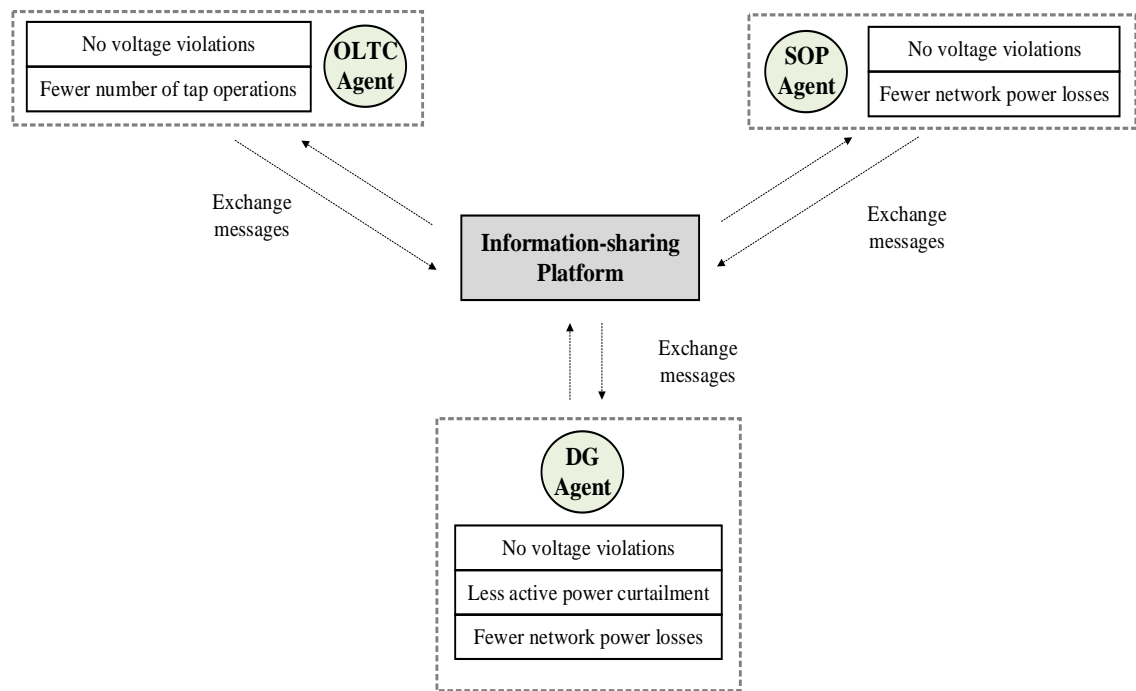 No voltage violations
Fewer number of tap operations
OLTC
Agent
SOP
Agent
No voltage violations
Fewer network power losses
Exchange
messages
Exchange
messages
Information-sharing
Platform
Exchange
messages
DG
Agent
No voltage violations
Less active power curtailment
Fewer network power losses